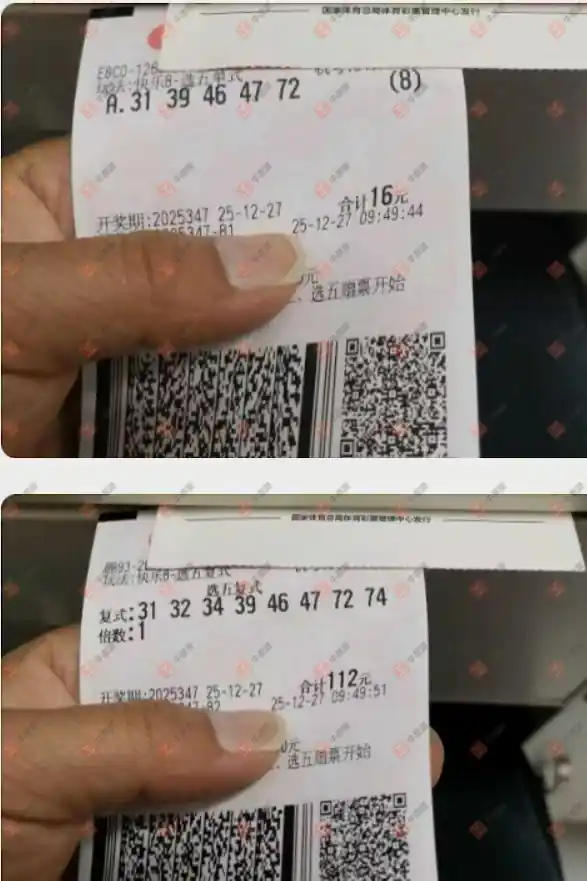 国家体育总局体育彩票管理中心发行
玩法:快乐8-选五复式
A.31 39 46 47 72 (8)
合计16元
开奖期:2025347 25-12-27
25-12-27 09:49:44
元
选五赠票开始
国家体育总局体育彩票管理中心发行
玩法:快乐8-选五复式
选五复式
复式:31 32 34 39 46 47 72 74
倍数:1
合计112元
开奖期:2025347 25-12-27
25-12-27 09:49:51
0元
选五赠票开始